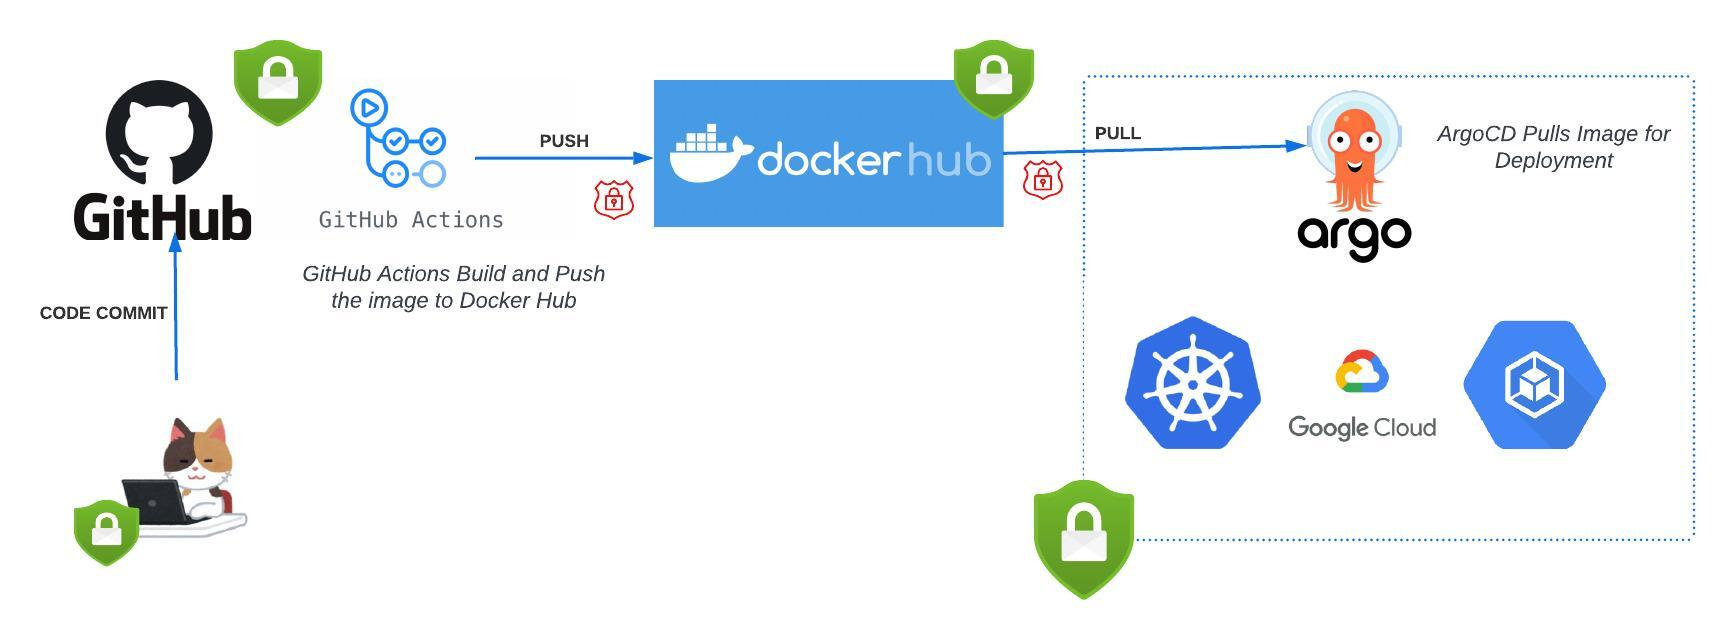 GitHub
CODE COMMIT
GitHub Actions
GitHub Actions Build and Push
the image to Docker Hub
PUSH
docker hub
PULL
argo
ArgoCD Pulls Image for
Deployment
Google Cloud